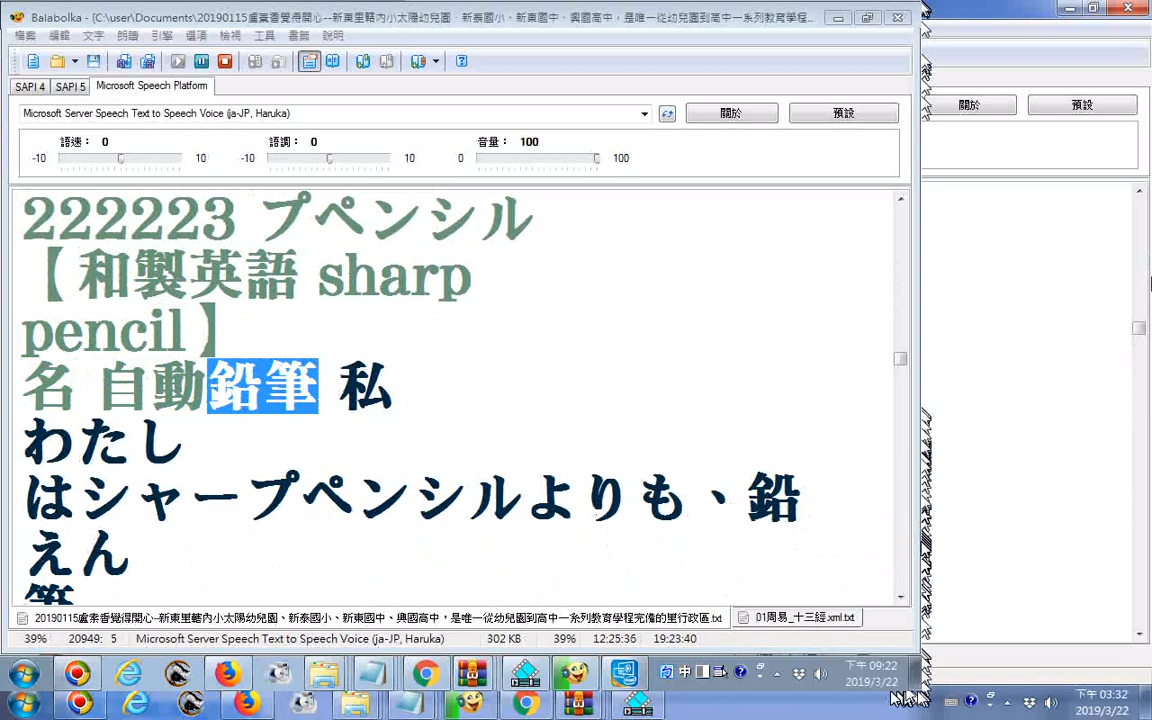 Balabolka - [C:\user\Documents\20190115盧素香覺得開心--新東里轄內小太陽幼兒園、新泰國小、新東國中、興國高中，是唯一從幼兒園到高中一系列教育學程...
檔案 編輯 文字 朗讀 引擎 選項 檢視 工具 書籤 說明
SAPI 4 SAPI 5 Microsoft Speech Platform
Microsoft Server Speech Text to Speech Voice (ja-JP, Haruka) 關於 預設 關於 預設
語速： 0 語調： 0 音量： 100
-10 10 -10 10 0 100
222223 プペンシル
【和製英語 sharp
pencil】
名 自動鉛筆 私
わたし
はシャープペンシルよりも、鉛
えん
筆
20190115盧素香覺得開心--新東里轄內小太陽幼兒園、新泰國小、新東國中、興國高中，是唯一從幼兒園到高中一系列教育學程完備的里行政區.txt 01周易_十三經.xml.txt
39% 20949: 5 Microsoft Server Speech Text to Speech Voice (ja-JP, Haruka) 302 KB 39% 12:25:36 19:23:40
中 下午 09:22
2019/3/22
下午 03:32
2019/3/22